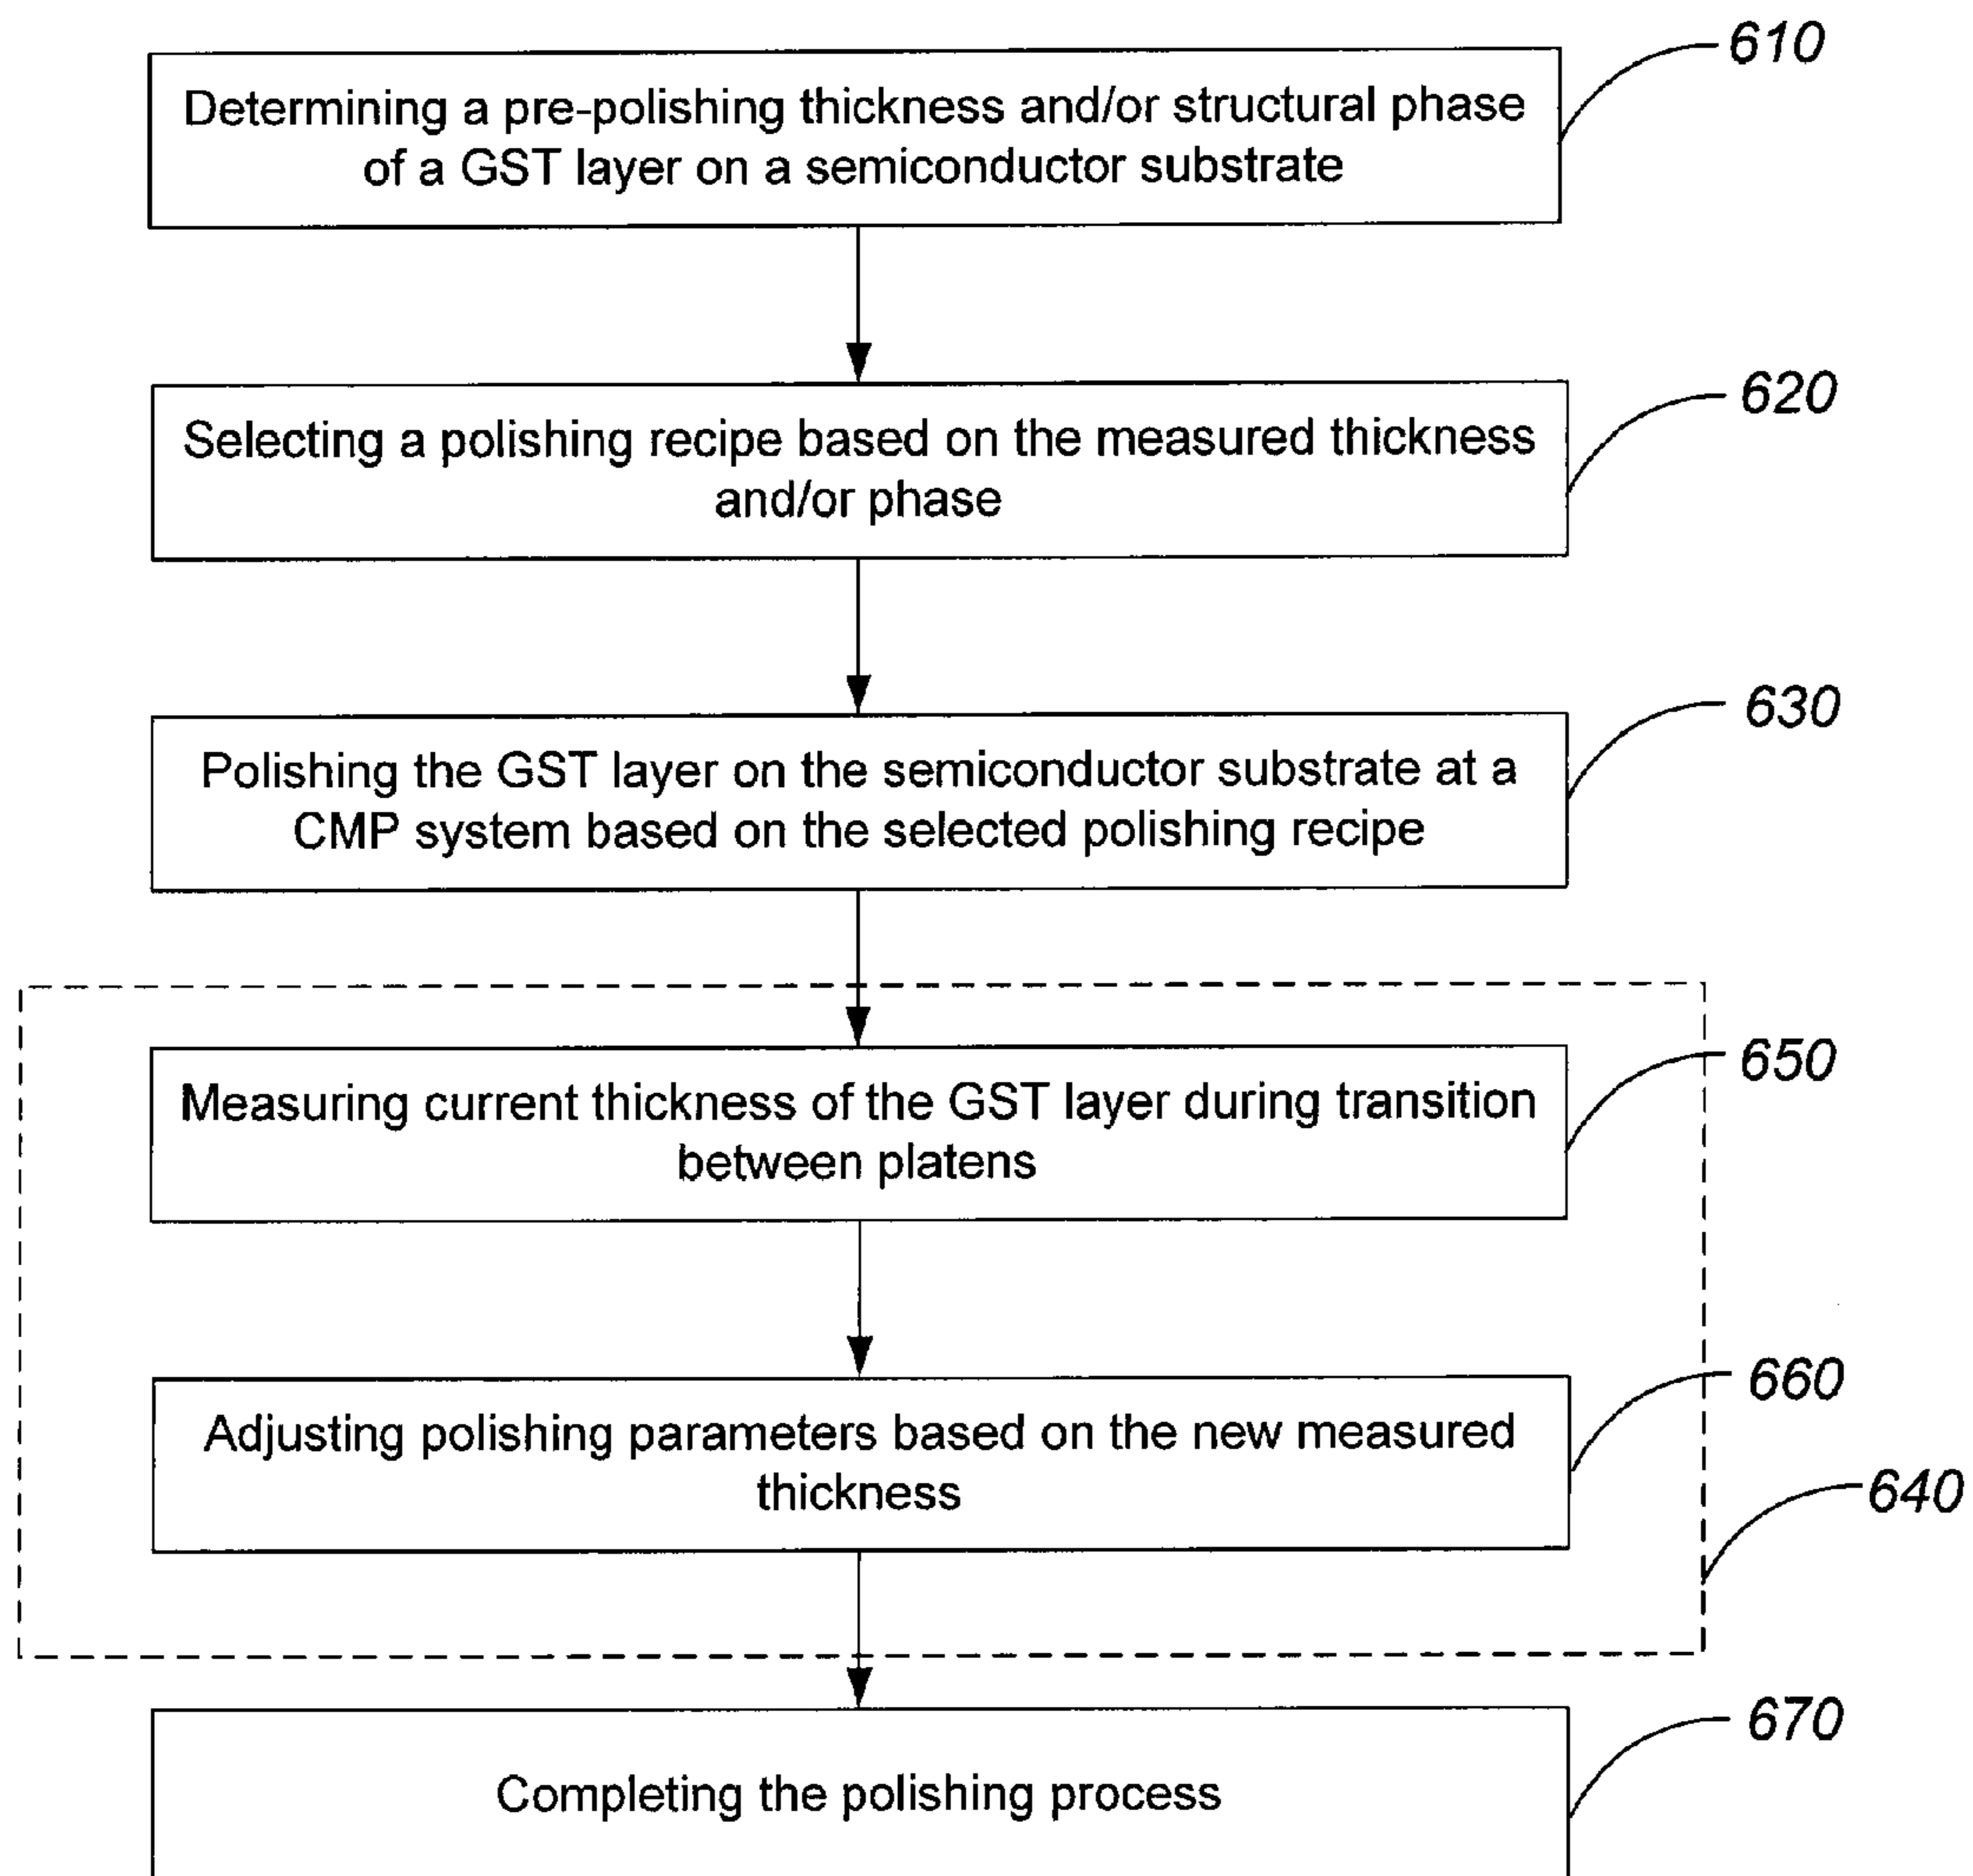 610
Determining a pre-polishing thickness and/or structural phase
of a GST layer on a semiconductor substrate
620
Selecting a polishing recipe based on the measured thickness
and/or phase
630
Polishing the GST layer on the semiconductor substrate at a
CMP system based on the selected polishing recipe
650
Measuring current thickness of the GST layer during transition
between platens
660
Adjusting polishing parameters based on the new measured
thickness
640
670
Completing the polishing process